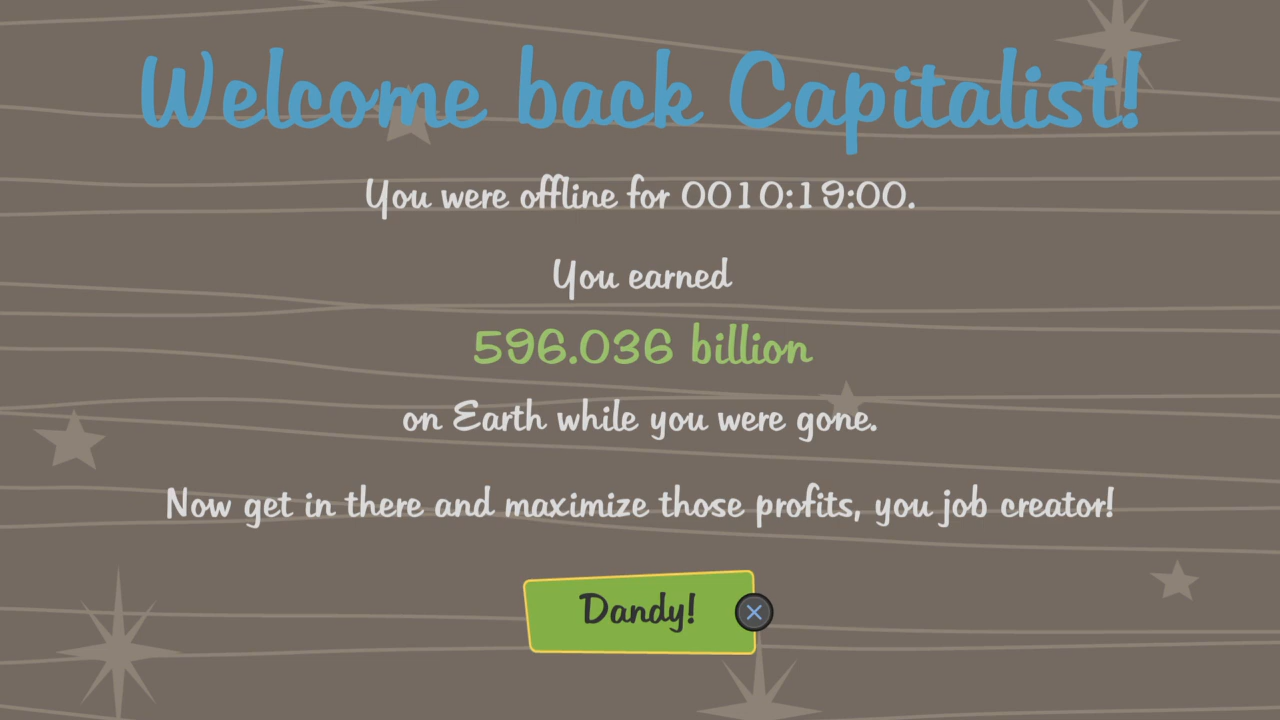 Welcome back Capitalist!
You were offline for 0010:19:00.
You earned
596.036 billion
on Earth while you were gone.
Now get in there and maximize those profits, you job creator!
Dandy!